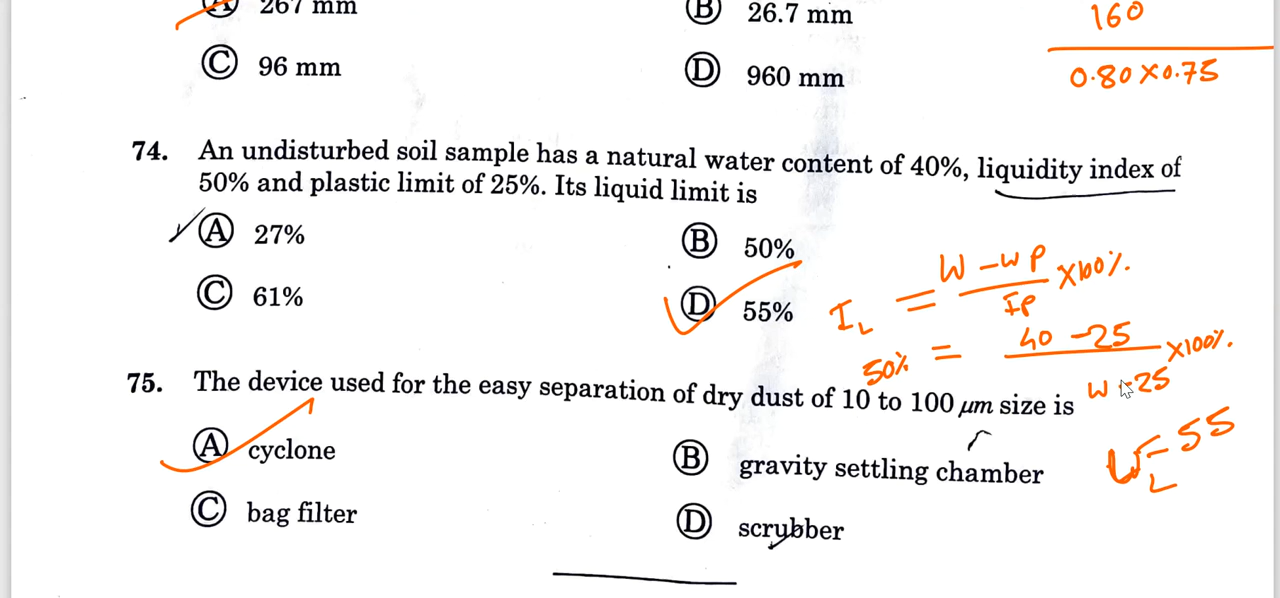 Ⓐ 267 mm
Ⓑ 26.7 mm
160
Ⓒ 96 mm
Ⓓ 960 mm
0.80×0.75
74. An undisturbed soil sample has a natural water content of 40%, liquidity index of
50% and plastic limit of 25%. Its liquid limit is
Ⓐ 27%
Ⓑ 50%
Ⓒ 61%
Ⓓ 55%
I_L = (W - WP)/IP ×100%.
50% = (40 - 25)/(W - 25) ×100%.
75. The device used for the easy separation of dry dust of 10 to 100 μm size is
Ⓐ cyclone
Ⓑ gravity settling chamber
W_L = 55
Ⓒ bag filter
Ⓓ scrubber